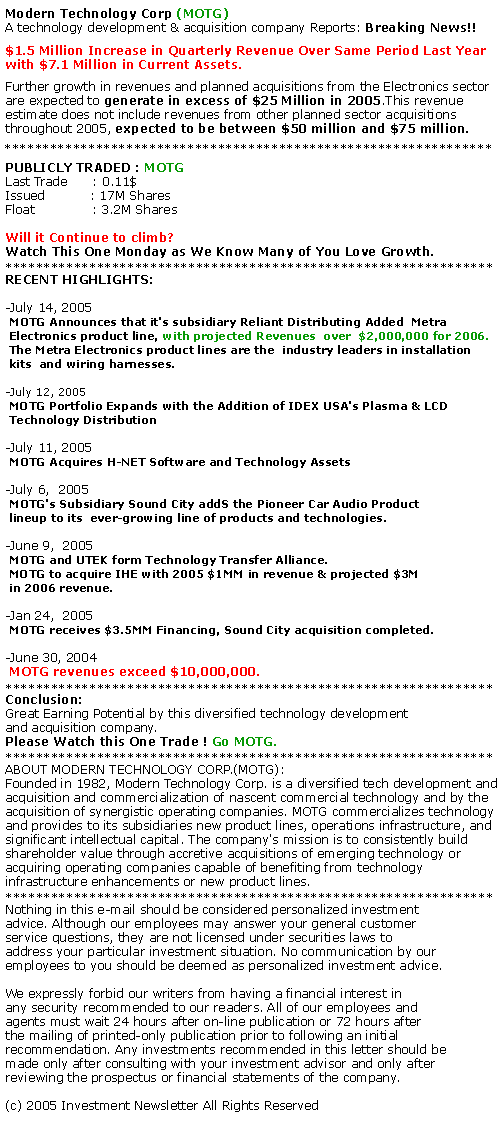 Modern Technology Corp (MOTG)
A technology development & acquisition company Reports: Breaking News!!
$1.5 Million Increase in Quarterly Revenue Over Same Period Last Year
with $7.1 Million in Current Assets.
Further growth in revenues and planned acquisitions from the Electronics sector
are expected to generate in excess of $25 Million in 2005.This revenue
estimate does not include revenues from other planned sector acquisitions
throughout 2005, expected to be between $50 million and $75 million.
****************************************************************
PUBLICLY TRADED : MOTG
Last Trade : 0.11$
Issued : 17M Shares
Float : 3.2M Shares
Will it Continue to climb?
Watch This One Monday as We Know Many of You Love Growth.
****************************************************************
RECENT HIGHLIGHTS:
-July 14, 2005
MOTG Announces that it's subsidiary Reliant Distributing Added Metra
Electronics product line, with projected Revenues over $2,000,000 for 2006.
The Metra Electronics product lines are the industry leaders in installation
kits and wiring harnesses.
-July 12, 2005
MOTG Portfolio Expands with the Addition of IDEX USA's Plasma & LCD
Technology Distribution
-July 11, 2005
MOTG Acquires H-NET Software and Technology Assets
-July 6, 2005
MOTG's Subsidiary Sound City addS the Pioneer Car Audio Product
lineup to its ever-growing line of products and technologies.
-June 9, 2005
MOTG and UTEK form Technology Transfer Alliance.
MOTG to acquire IHE with 2005 $1MM in revenue & projected $3M
in 2006 revenue.
-Jan 24, 2005
MOTG receives $3.5MM Financing, Sound City acquisition completed.
-June 30, 2004
MOTG revenues exceed $10,000,000.
****************************************************************
Conclusion:
Great Earning Potential by this diversified technology development
and acquisition company.
Please Watch this One Trade ! Go MOTG.
****************************************************************
ABOUT MODERN TECHNOLOGY CORP.(MOTG):
Founded in 1982, Modern Technology Corp. is a diversified tech development and
acquisition and commercialization of nascent commercial technology and by the
acquisition of synergistic operating companies. MOTG commercializes technology
and provides to its subsidiaries new product lines, operations infrastructure, and
significant intellectual capital. The company's mission is to consistently build
shareholder value through accretive acquisitions of emerging technology or
acquiring operating companies capable of benefiting from technology
infrastructure enhancements or new product lines.
****************************************************************
Nothing in this e-mail should be considered personalized investment
advice. Although our employees may answer your general customer
service questions, they are not licensed under securities laws to
address your particular investment situation. No communication by our
employees to you should be deemed as personalized investment advice.
We expressly forbid our writers from having a financial interest in
any security recommended to our readers. All of our employees and
agents must wait 24 hours after on-line publication or 72 hours after
the mailing of printed-only publication prior to following an initial
recommendation. Any investments recommended in this letter should be
made only after consulting with your investment advisor and only after
reviewing the prospectus or financial statements of the company.
(c) 2005 Investment Newsletter All Rights Reserved